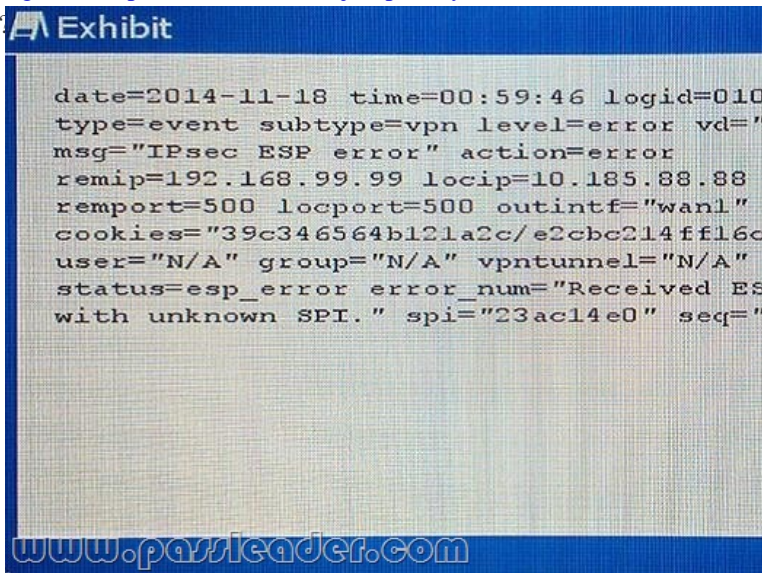 Exhibit
date=2014-11-18 time=00:59:46 logid=010
type=event subtype=vpn level=error vd="
msg="IPsec ESP error" action=error
remip=192.168.99.99 locip=10.185.88.88
remport=500 locport=500 outintf="wan1"
cookies="39c346564b121a2c/e2cbc214ff16c
user="N/A" group="N/A" vpntunnel="N/A"
status=esp_error error_num="Received ES
with unknown SPI." spi="23ac14e0" seq="
www.passleader.com